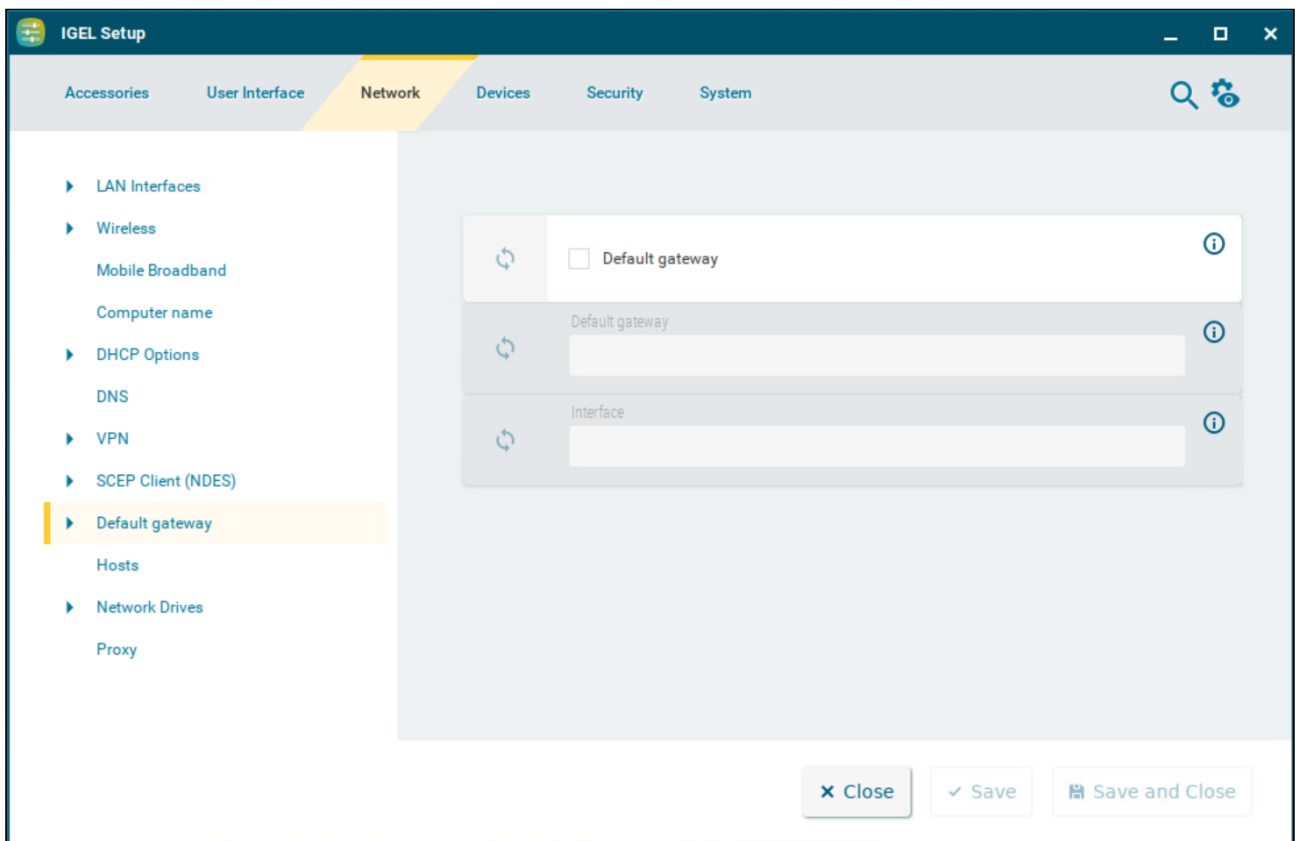 IGEL Setup
Accessories User Interface Network Devices Security System
LAN Interfaces
Wireless
Mobile Broadband
Computer name
DHCP Options
DNS
VPN
SCEP Client (NDES)
Default gateway
Hosts
Network Drives
Proxy
Default gateway
Default gateway
Interface
Close Save Save and Close